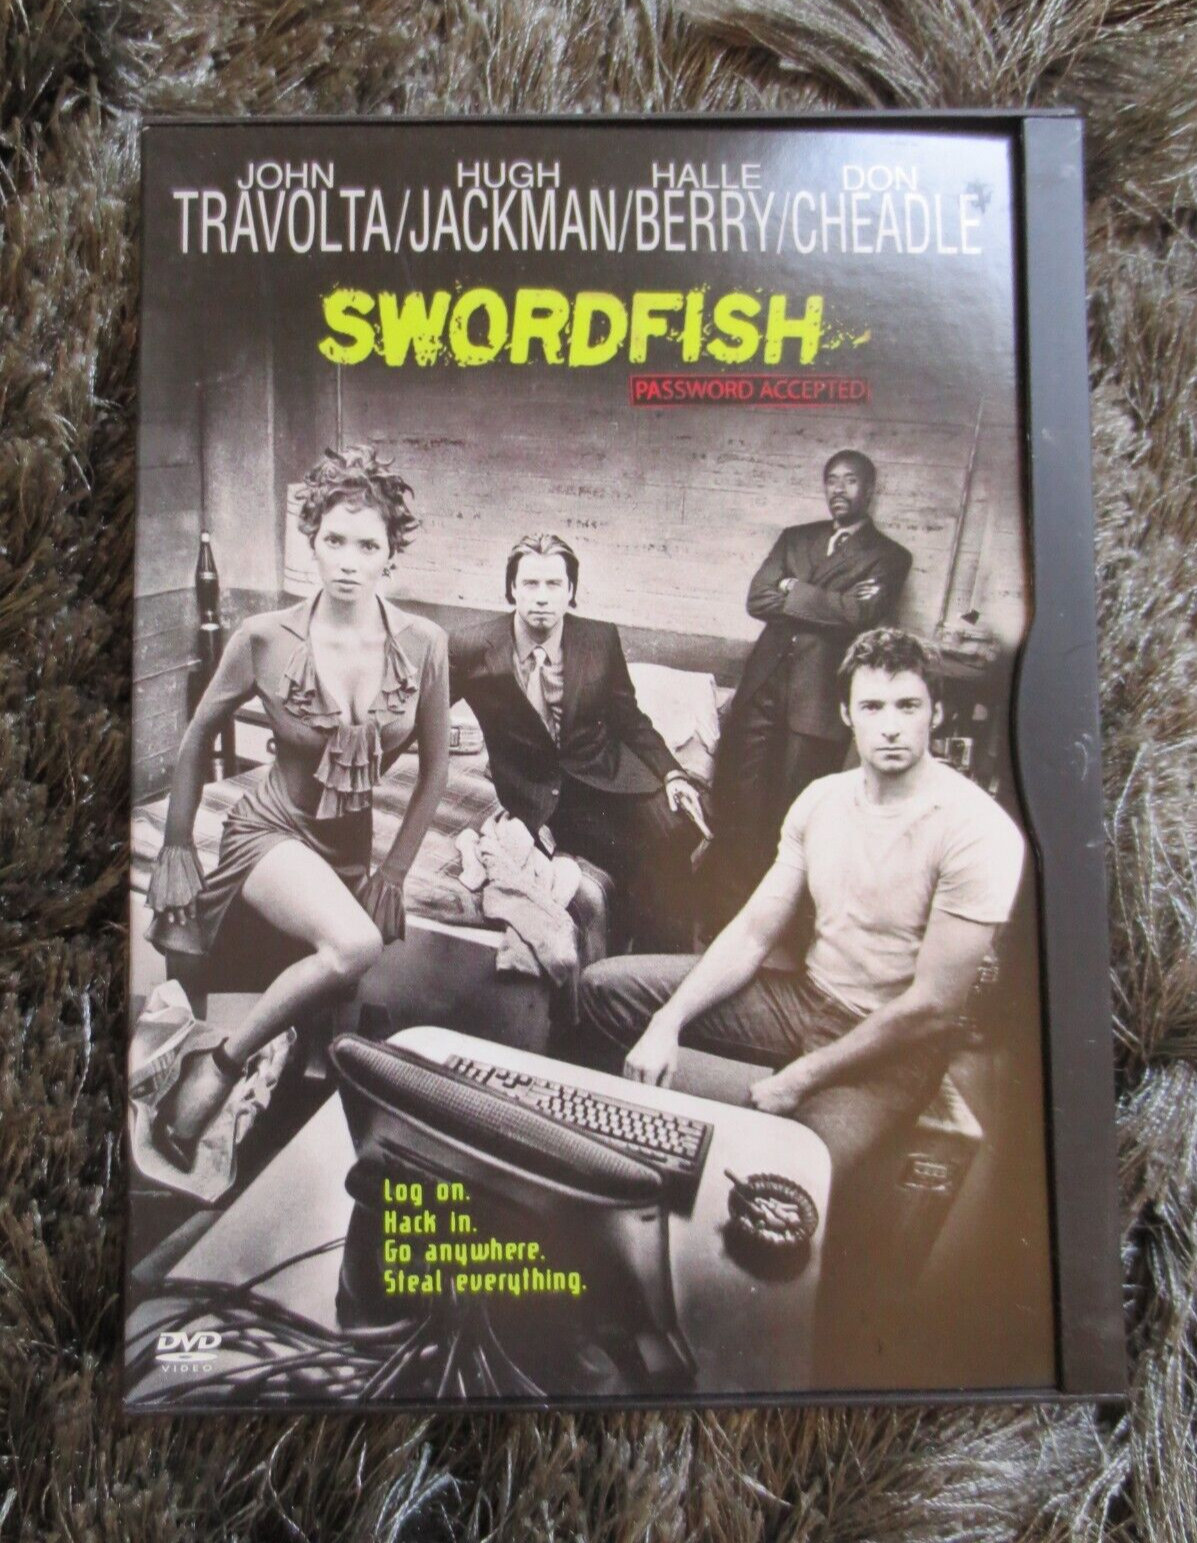 JOHN HUGH HALLE DON
TRAVOLTA/JACKMAN/BERRY/CHEADLE
SWORDFISH
PASSWORD ACCEPTED
Log on.
Hack in.
Go anywhere.
Steal everything.
DVD
VIDEO